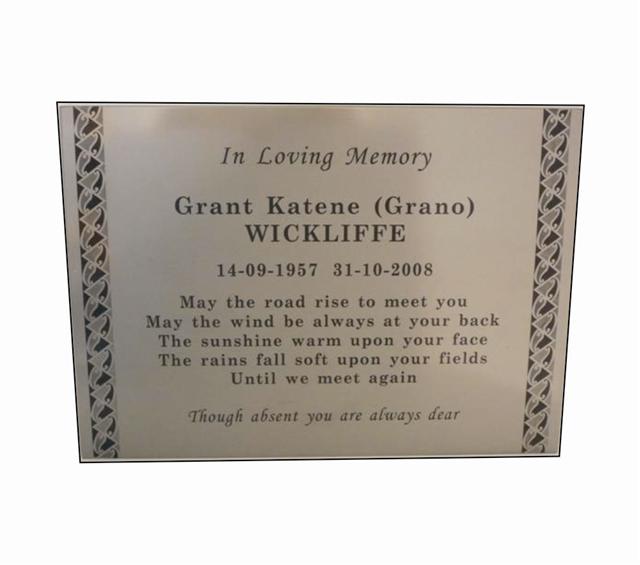 In Loving Memory
Grant Katene (Grano)
WICKLIFFE
14-09-1957 31-10-2008
May the road rise to meet you
May the wind be always at your back
The sunshine warm upon your face
The rains fall soft upon your fields
Until we meet again
Though absent you are always dear